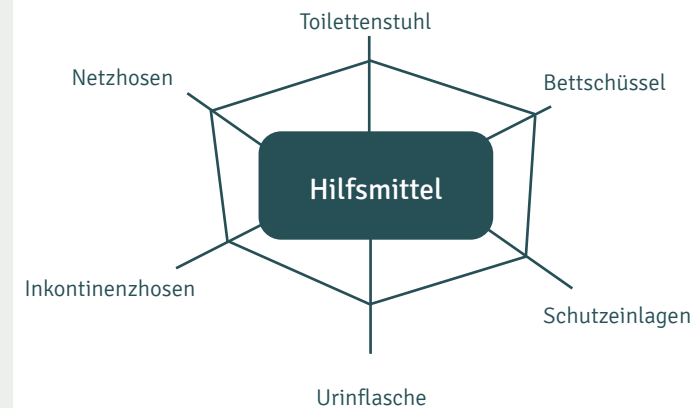 Toilettenstuhl
Netzhosen
Bettschüssel
Hilfsmittel
Inkontinenzhosen
Schutzeinlagen
Urinflasche